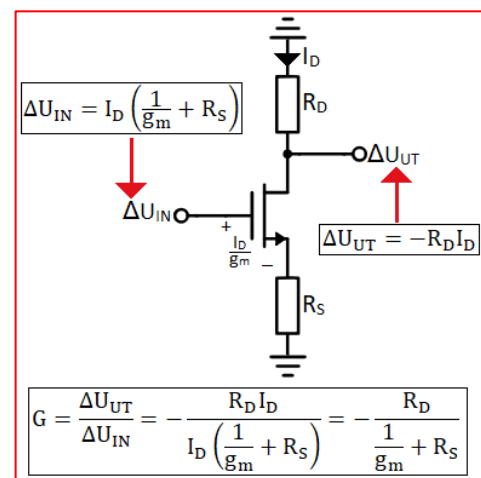 I_D
R_D
ΔU_IN = I_D (1/g_m + R_S)
ΔU_UT
ΔU_IN
+
I_D/g_m
−
ΔU_UT = −R_D I_D
R_S
G = ΔU_UT/ΔU_IN = − R_D I_D/(I_D (1/g_m + R_S)) = − R_D/(1/g_m + R_S)